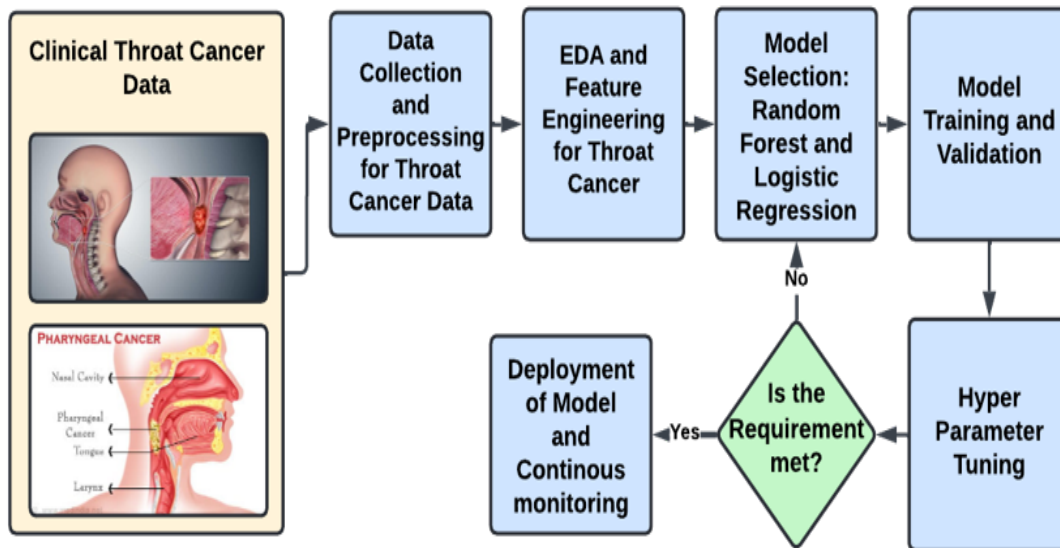 Clinical Throat Cancer
Data
PHARYNGEAL CANCER
Nasal Cavity
Pharyngeal
Cancer
Tongue
Larynx
Data
Collection
and
Preprocessing
for Throat
Cancer Data
EDA and
Feature
Engineering
for Throat
Cancer
Model
Selection:
Random
Forest and
Logistic
Regression
Model
Training and
Validation
Hyper
Parameter
Tuning
Is the
Requirement
met?
No
Yes
Deployment
of Model
and
Continous
monitoring